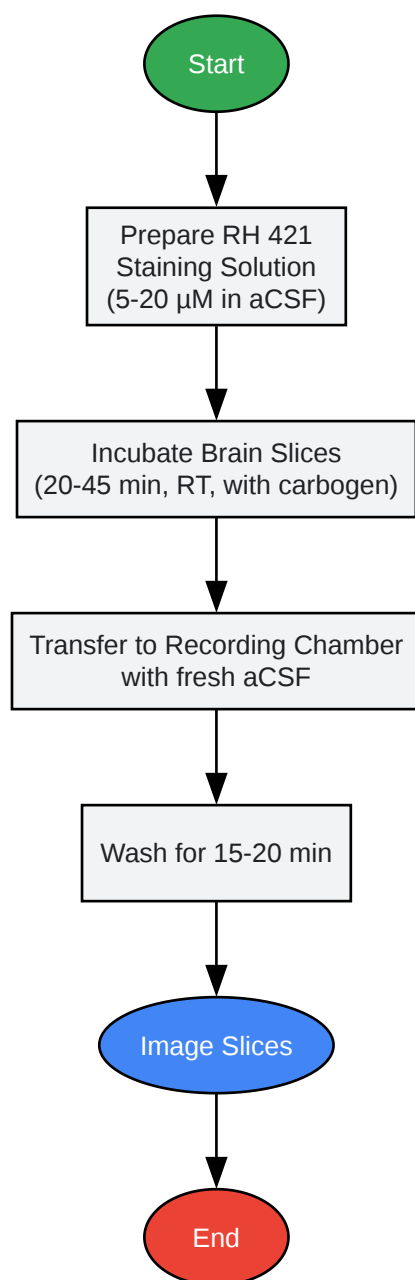 Start
Prepare RH 421
Staining Solution
(5-20 µM in aCSF)
Incubate Brain Slices
(20-45 min, RT, with carbogen)
Transfer to Recording Chamber
with fresh aCSF
Wash for 15-20 min
Image Slices
End